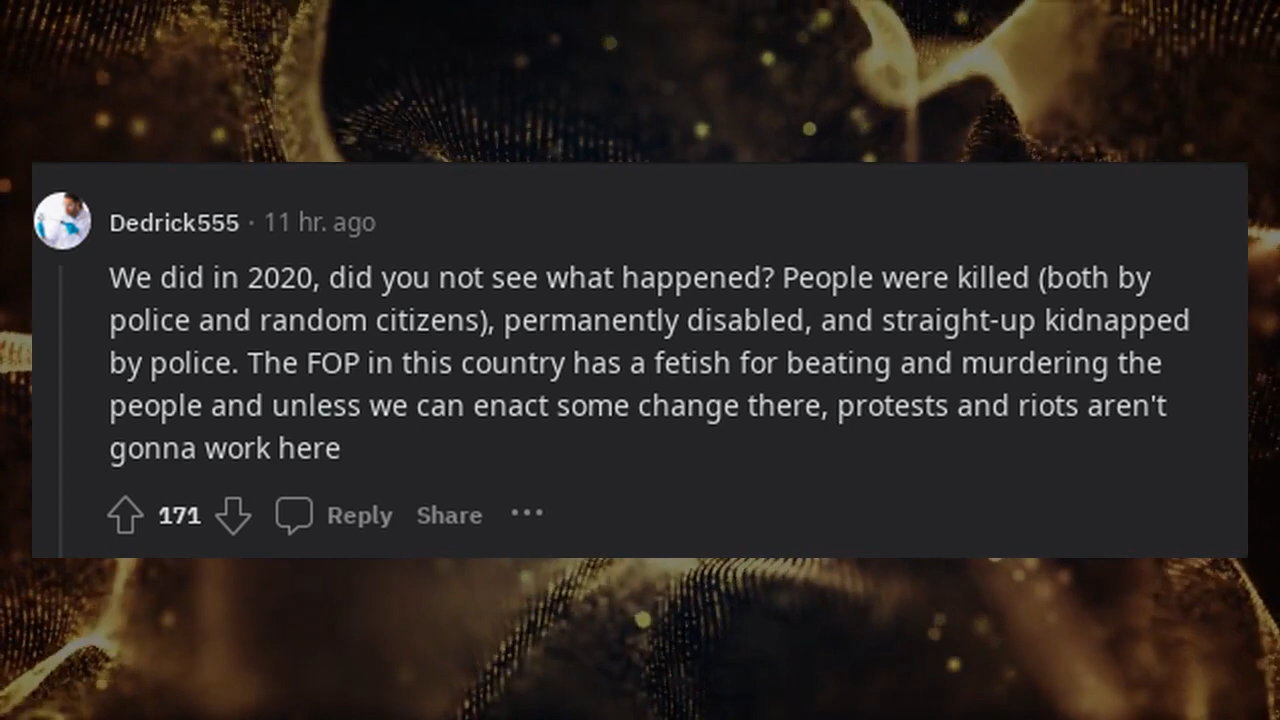 Dedrick555 · 11 hr. ago
We did in 2020, did you not see what happened? People were killed (both by
police and random citizens), permanently disabled, and straight-up kidnapped
by police. The FOP in this country has a fetish for beating and murdering the
people and unless we can enact some change there, protests and riots aren't
gonna work here
171 Reply Share •••